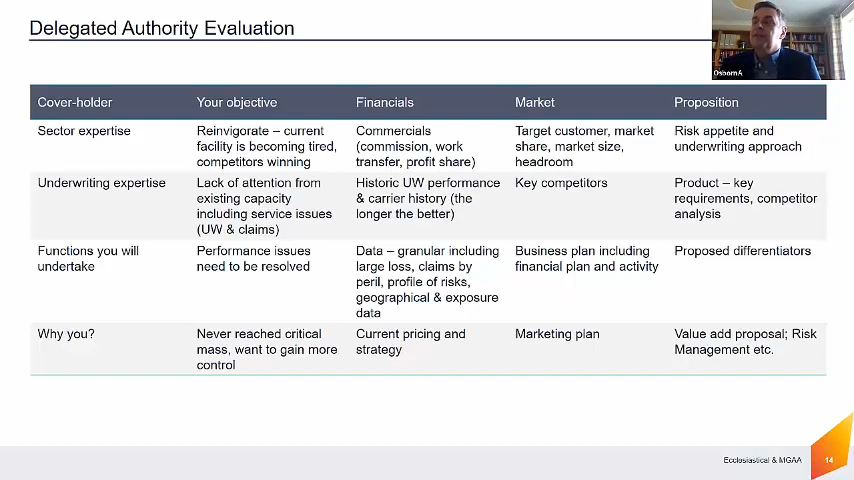 Delegated Authority Evaluation
OsbornA
Cover-holder
Your objective
Financials
Market
Proposition
Sector expertise
Reinvigorate – current
facility is becoming tired,
competitors winning
Commercials
(commission, work
transfer, profit share)
Target customer, market
share, market size,
headroom
Risk appetite and
underwriting approach
Underwriting expertise
Lack of attention from
existing capacity
including service issues
(UW & claims)
Historic UW performance
& carrier history (the
longer the better)
Key competitors
Product – key
requirements, competitor
analysis
Functions you will
undertake
Performance issues
need to be resolved
Data – granular including
large loss, claims by
peril, profile of risks,
geographical & exposure
data
Business plan including
financial plan and activity
Proposed differentiators
Why you?
Never reached critical
mass, want to gain more
control
Current pricing and
strategy
Marketing plan
Value add proposal; Risk
Management etc.
Ecclesiastical & MGAA
14